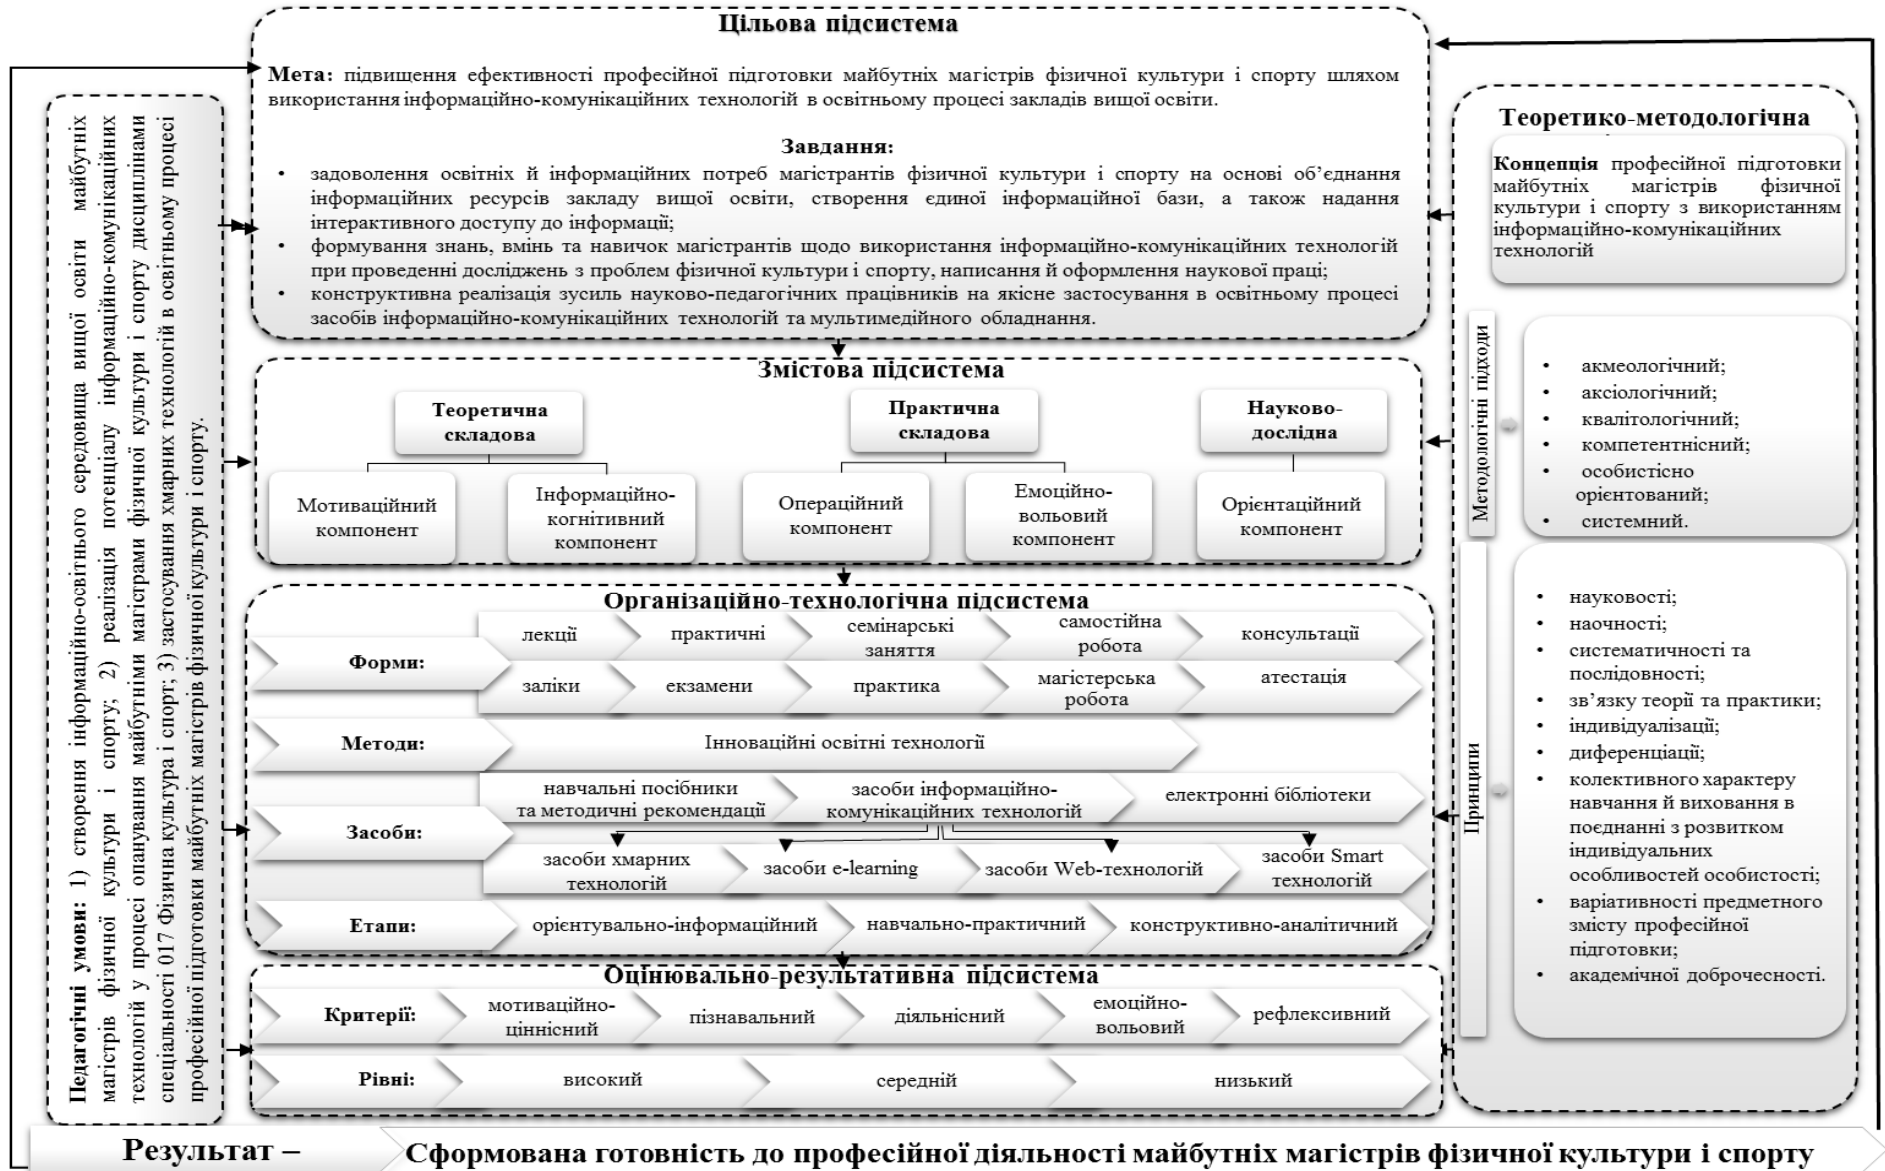 Цільова підсистема
Мета: підвищення ефективності професійної підготовки майбутніх магістрів фізичної культури і спорту шляхом
використання інформаційно-комунікаційних технологій в освітньому процесі закладів вищої освіти.
Завдання:
• задоволення освітніх й інформаційних потреб магістрантів фізичної культури і спорту на основі об’єднання
інформаційних ресурсів закладу вищої освіти, створення єдиної інформаційної бази, а також надання
інтерактивного доступу до інформації;
• формування знань, вмінь та навичок магістрантів щодо використання інформаційно-комунікаційних технологій
при проведенні досліджень з проблем фізичної культури і спорту, написання й оформлення наукової праці;
• конструктивна реалізація зусиль науково-педагогічних працівників на якісне застосування в освітньому процесі
засобів інформаційно-комунікаційних технологій та мультимедійного обладнання.
Педагогічні умови: 1) створення інформаційно-освітнього середовища вищої освіти майбутніх
магістрів фізичної культури і спорту; 2) реалізація потенціалу інформаційно-комунікаційних
технологій у процесі опанування майбутніми магістрами фізичної культури і спорту дисциплінами
спеціальності 017 Фізична культура і спорт; 3) застосування хмарних технологій в освітньому процесі
професійної підготовки майбутніх магістрів фізичної культури і спорту.
Змістова підсистема
Теоретична
складова
Практична
складова
Науково-
дослідна
Мотиваційний
компонент
Інформаційно-
когнітивний
компонент
Операційний
компонент
Емоційно-
вольовий
компонент
Орієнтаційний
компонент
Організаційно-технологічна підсистема
Форми:
лекції
практичні
семінарські
заняття
самостійна
робота
консультації
заліки
екзамени
практика
магістерська
робота
атестація
Методи:
Інноваційні освітні технології
Засоби:
навчальні посібники
та методичні рекомендації
засоби інформаційно-
комунікаційних технологій
електронні бібліотеки
засоби хмарних
технологій
засоби e-learning
засоби Web-технологій
засоби Smart
технологій
Етапи:
орієнтувально-інформаційний
навчально-практичний
конструктивно-аналітичний
Оцінювально-результативна підсистема
Критерії:
мотиваційно-
ціннісний
пізнавальний
діяльнісний
емоційно-
вольовий
рефлексивний
Рівні:
високий
середній
низький
Теоретико-методологічна
Концепція професійної підготовки
майбутніх магістрів фізичної
культури і спорту з використанням
інформаційно-комунікаційних
технологій
Методологічні підходи
• акмеологічний;
• аксіологічний;
• квалітологічний;
• компетентнісний;
• особистісно
орієнтований;
• системний.
Принципи
• науковості;
• наочності;
• систематичності та
послідовності;
• зв’язку теорії та практики;
• індивідуалізації;
• диференціації;
• колективного характеру
навчання й виховання в
поєднанні з розвитком
індивідуальних
особливостей особистості;
• варіативності предметного
змісту професійної
підготовки;
• академічної доброчесності.
Результат –
Сформована готовність до професійної діяльності майбутніх магістрів фізичної культури і спорту